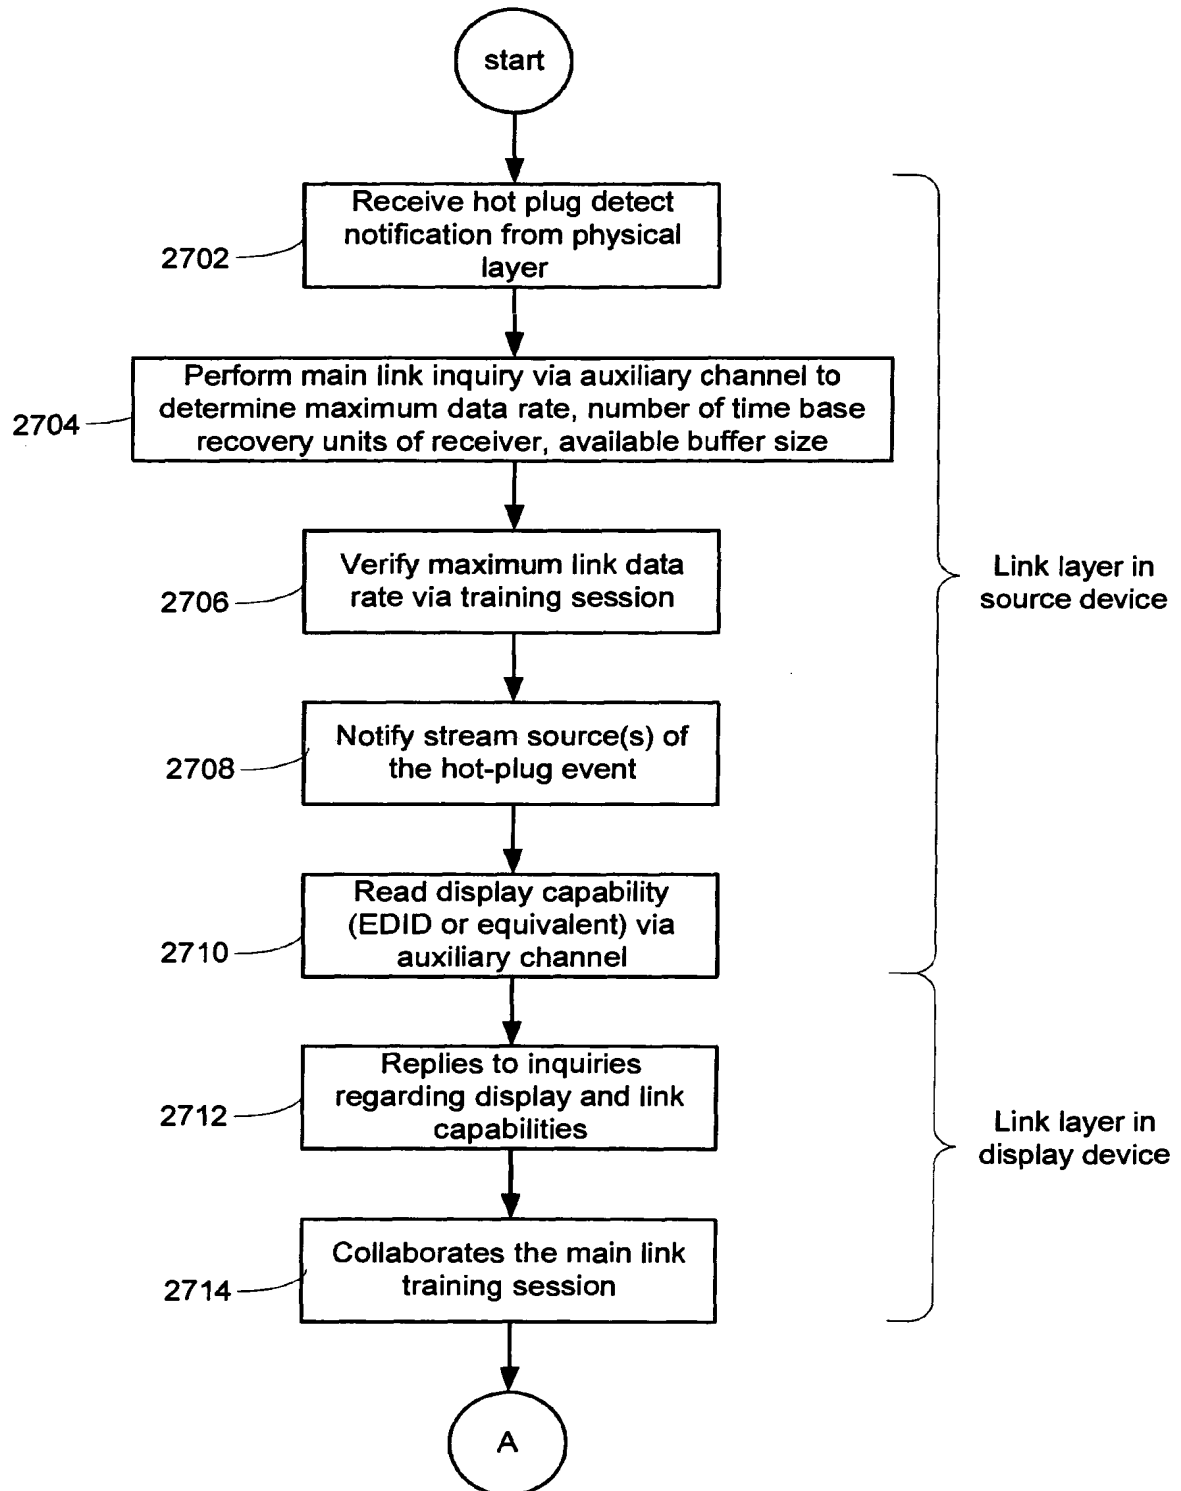 start
Receive hot plug detect
notification from physical
layer
2702
Perform main link inquiry via auxiliary channel to
determine maximum data rate, number of time base
recovery units of receiver, available buffer size
2704
Verify maximum link data
rate via training session
2706
Link layer in
source device
Notify stream source(s) of
the hot-plug event
2708
Read display capability
(EDID or equivalent) via
auxiliary channel
2710
Replies to inquiries
regarding display and link
capabilities
2712
Link layer in
display device
Collaborates the main link
training session
2714
A